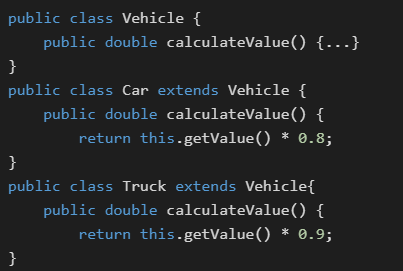 public class Vehicle {
    public double calculateValue() {...}
}
public class Car extends Vehicle {
    public double calculateValue() {
        return this.getValue() * 0.8;
}
public class Truck extends Vehicle{
    public double calculateValue() {
        return this.getValue() * 0.9;
}